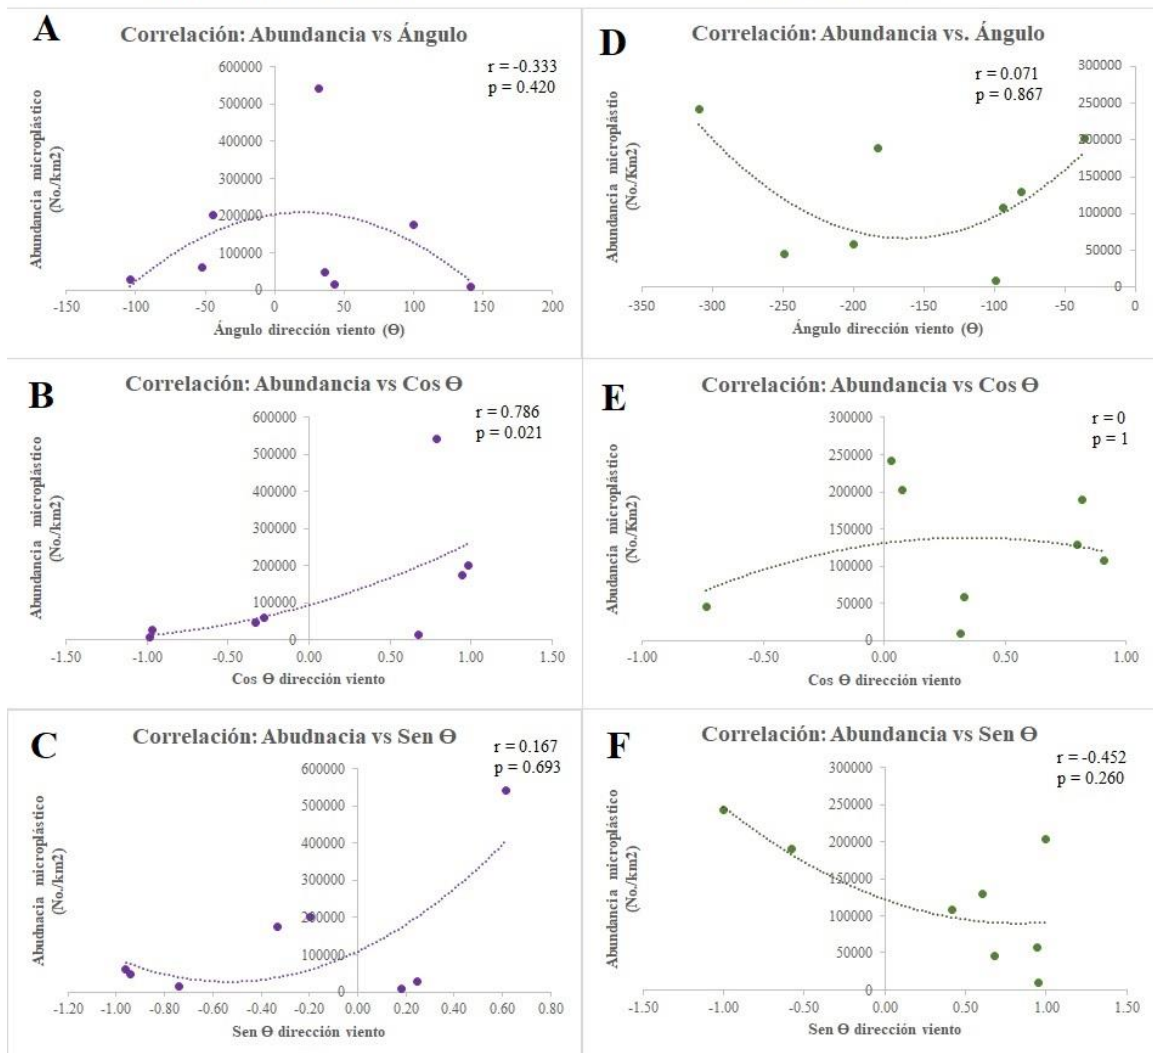 A
Correlación: Abundancia vs Ángulo
r = -0.333
p = 0.420
Abundancia microplástico
(No./km2)
600000
500000
400000
300000
200000
100000
0
-150
-100
-50
0
50
100
150
200
Ángulo dirección viento (Ө)
D
Correlación: Abundancia vs. Ángulo
r = 0.071
p = 0.867
Abundancia microplástico
(No./Km2)
300000
250000
200000
150000
100000
50000
0
-350
-300
-250
-200
-150
-100
-50
0
Ángulo dirección viento (Ө)
B
Correlación: Abundancia vs Cos Ө
r = 0.786
p = 0.021
Abundancia microplástico
(No./km2)
600000
500000
400000
300000
200000
100000
0
-1.50
-1.00
-0.50
0.00
0.50
1.00
1.50
Cos Ө dirección viento
E
Correlación: Abundancia vs Cos Ө
r = 0
p = 1
Abudancia microplástico
(No./Km2)
300000
250000
200000
150000
100000
50000
0
-1.00
-0.50
0.00
0.50
1.00
Cos Ө dirección viento
C
Correlación: Abudnacia vs Sen Ө
r = 0.167
p = 0.693
Abudnacia microplástico
(No./km2)
600000
500000
400000
300000
200000
100000
0
-1.20
-1.00
-0.80
-0.60
-0.40
-0.20
0.00
0.20
0.40
0.60
0.80
Sen Ө dirección viento
F
Correlación: Abundancia vs Sen Ө
r = -0.452
p = 0.260
Abundancia microplástico
(No./km2)
300000
250000
200000
150000
100000
50000
0
-1.50
-1.00
-0.50
0.00
0.50
1.00
1.50
Sen Ө dirección viento